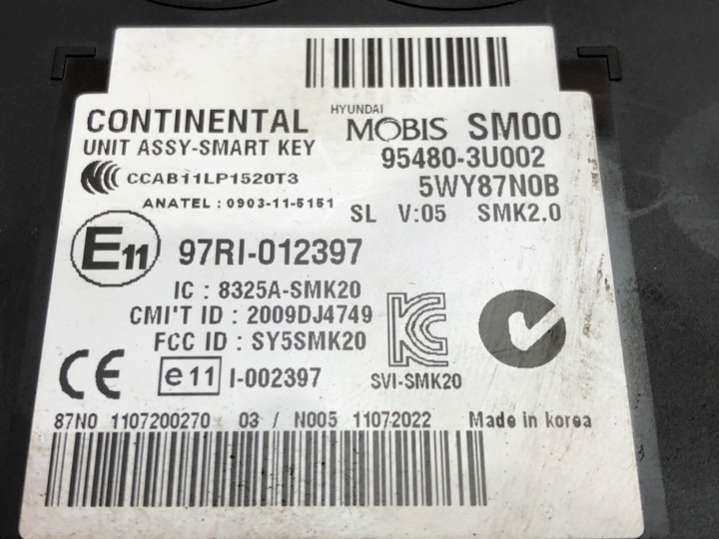 CONTINENTAL
HYUNDAI
MOBIS SM00
UNIT ASSY-SMART KEY
95480-3U002
CCAB11LP1520T3
5WY87N0B
ANATEL : 0903-11-5151
SL V:05 SMK2.0
E11 97RI-012397
IC : 8325A-SMK20
CMI'T ID : 2009DJ4749
FCC ID : SY5SMK20
CE e11 I-002397
SVI-SMK20
87N0 1107200270 03 / N005 11072022 Made in korea